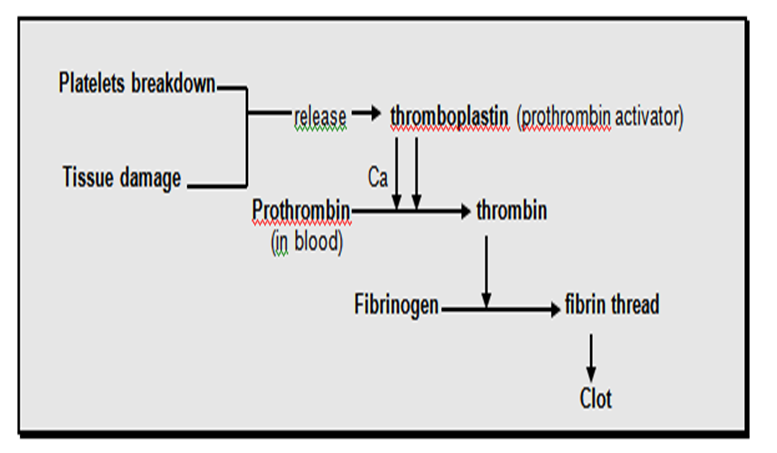 Platelets breakdown
release thromboplastin (prothrombin activator)
Tissue damage
Ca
Prothrombin thrombin
(in blood)
Fibrinogen fibrin thread
Clot